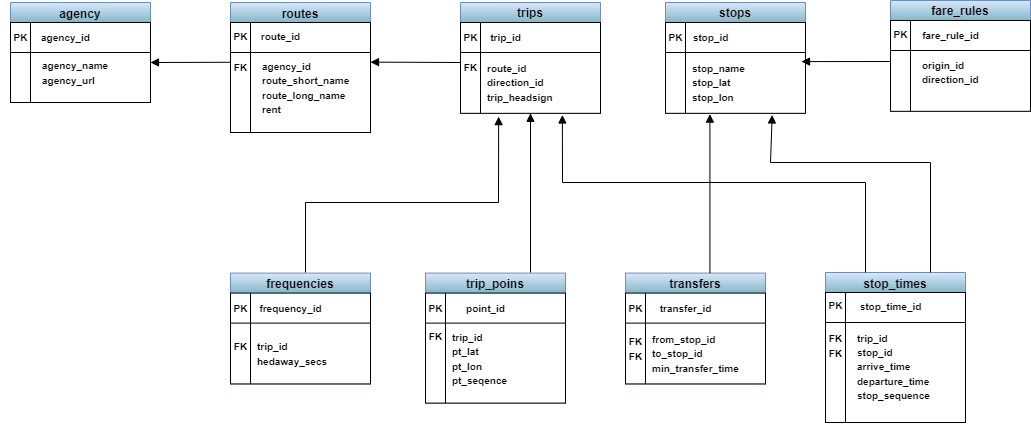 agency
PK agency_id
agency_name
agency_url
routes
PK route_id
FK agency_id
route_short_name
route_long_name
rent
trips
PK trip_id
FK route_id
direction_id
trip_headsign
stops
PK stop_id
stop_name
stop_lat
stop_lon
fare_rules
PK fare_rule_id
origin_id
direction_id
frequencies
PK frequency_id
FK trip_id
hedaway_secs
trip_poins
PK point_id
FK trip_id
pt_lat
pt_lon
pt_seqence
transfers
PK transfer_id
FK from_stop_id
FK to_stop_id
min_transfer_time
stop_times
PK stop_time_id
FK trip_id
FK stop_id
arrive_time
departure_time
stop_sequence